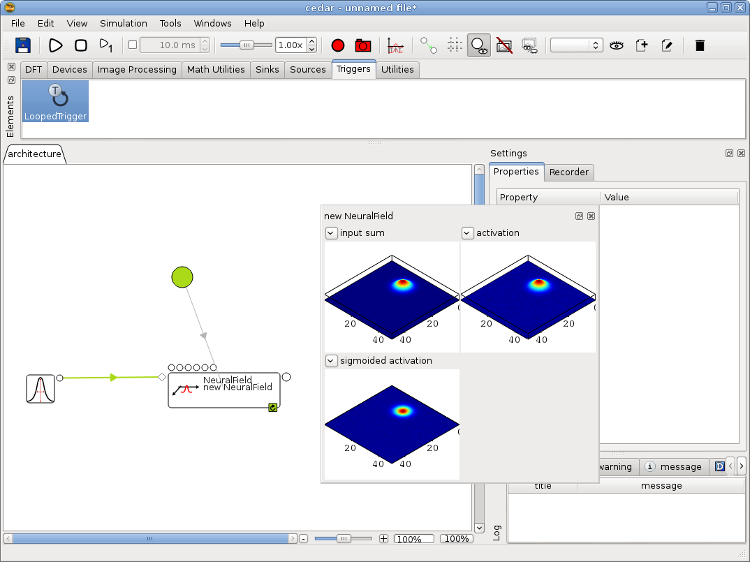 cedar - unnamed file*
File Edit View Simulation Tools Windows Help
10.0 ms 1.00x
DFT Devices Image Processing Math Utilities Sinks Sources Triggers Utilities
Elements
T
LoopedTrigger
architecture
Settings
Properties Recorder
Property Value
new NeuralField
input sum activation
20 20 20 20
40 40 40 40
sigmoided activation
20 20
40 40
NeuralField
new NeuralField
warning message D
title message
Log
100% 100%